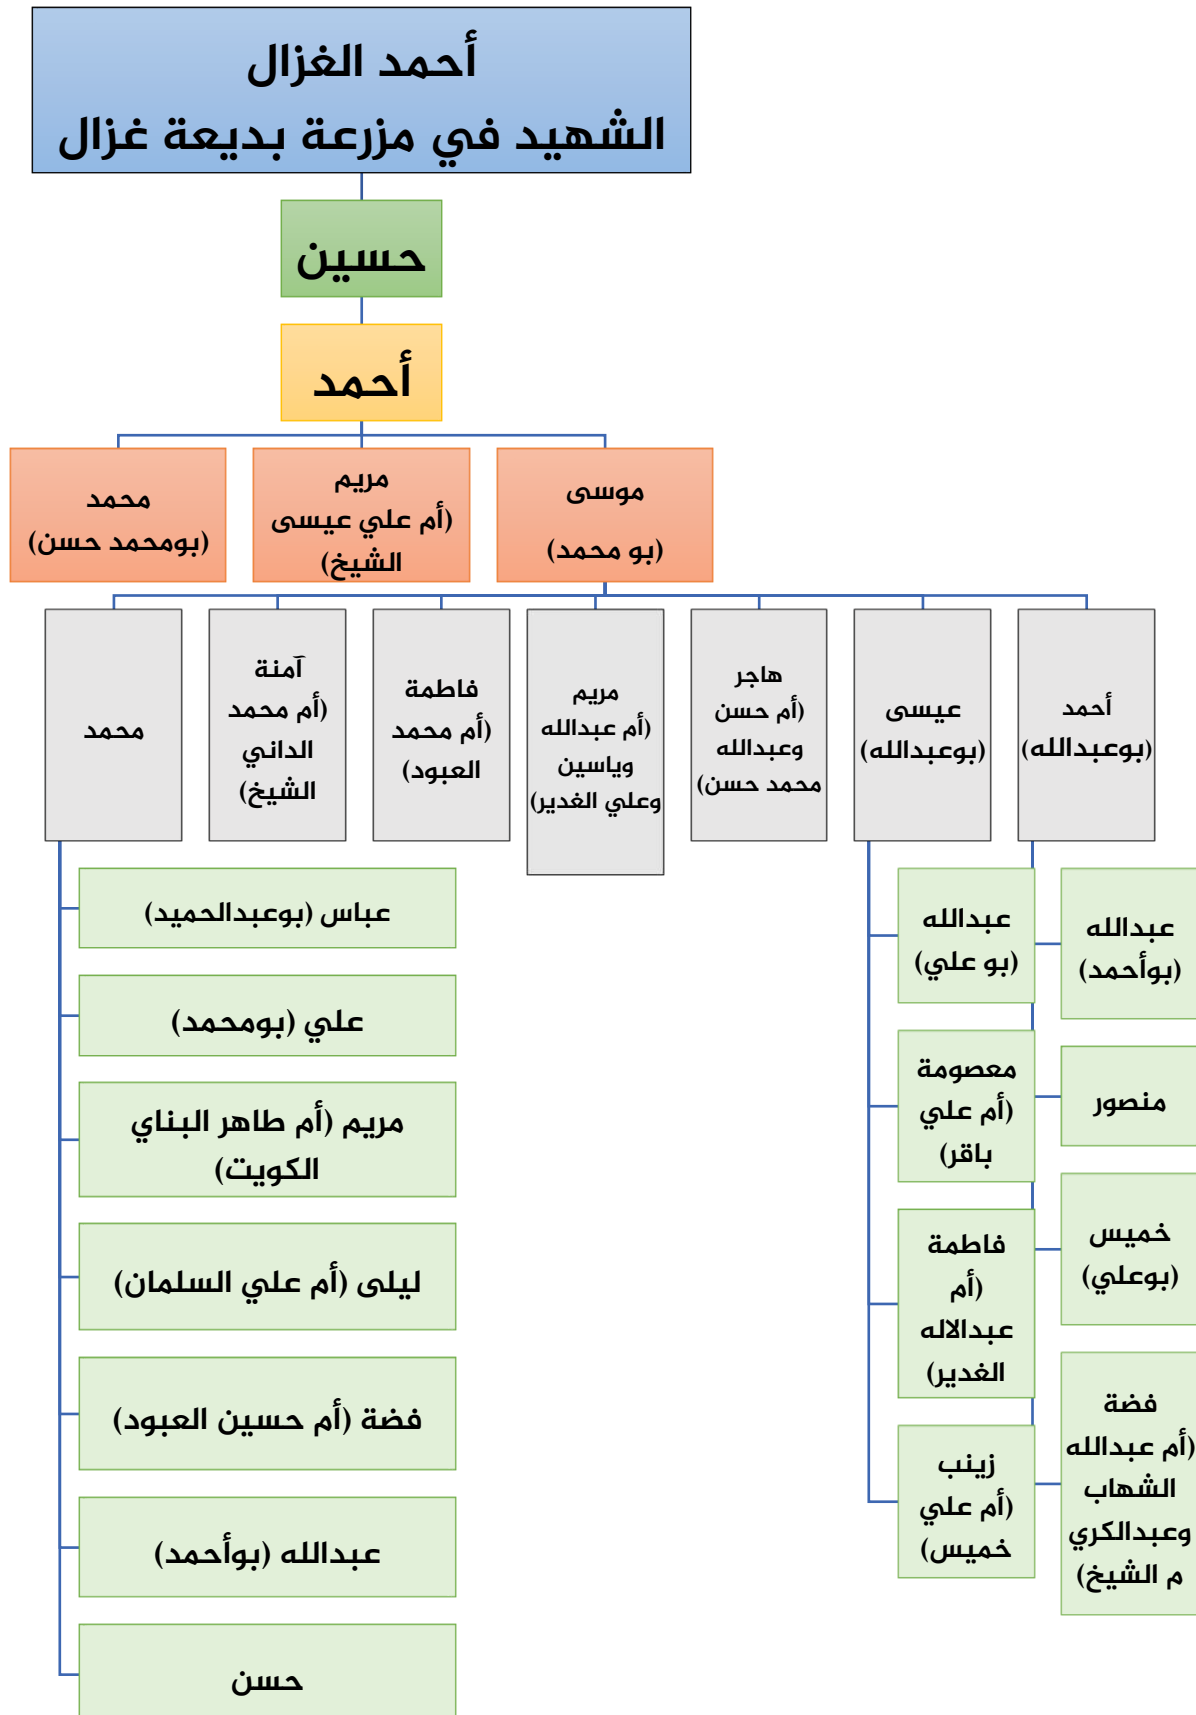 أحمد الغزال
الشهيد في مزرعة بديعة غزال
حسين
أحمد
موسى
(بو محمد)
مريم
(أم علي عيسى
الشيخ)
محمد
(بومحمد حسن)
أحمد
(بوعبدالله)
عيسى
(بوعبدالله)
هاجر
(أم حسن
وعبدالله
محمد حسن)
مريم
(أم عبدالله
وياسين
وعلي الغدير)
فاطمة
(أم محمد
العبود)
آمنة
(أم محمد
الداني
الشيخ)
محمد
عبدالله
(بوأحمد)
منصور
خميس
(بوعلي)
فضة
(أم عبدالله
الشهاب
وعبدالكري
م الشيخ)
عبدالله
(بو علي)
معصومة
(أم علي
باقر)
فاطمة
(أم
عبدالاله
الغدير)
زينب
(أم علي
خميس)
عباس (بوعبدالحميد)
علي (بومحمد)
مريم (أم طاهر البناي
الكويت)
ليلى (أم علي السلمان)
فضة (أم حسين العبود)
عبدالله (بوأحمد)
حسن